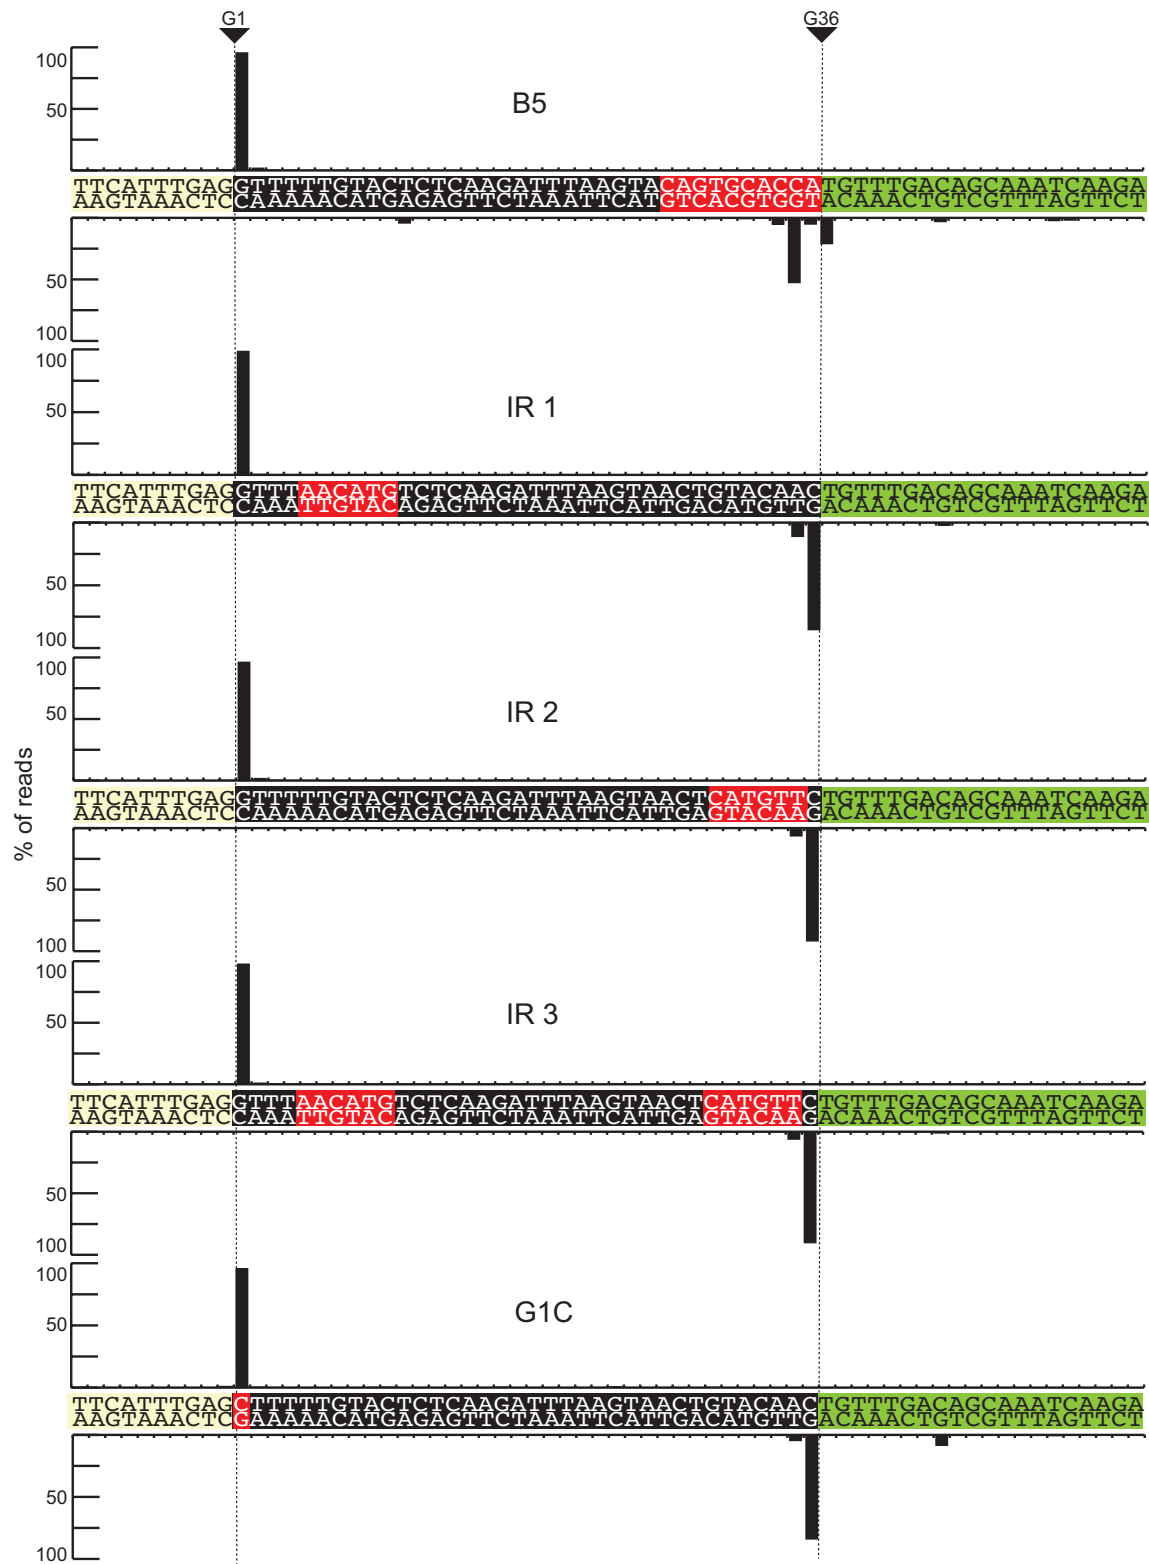 G1 G36
100
50
B5
TTCATTTGAGGTTTTTGTACTCTCAAGATTTAAGTACAGTGCACCATGTTTGACAGCAAATCAAGA
AAGTAAACTCCAAAAACATGAGAGTTCTAAATTCATGTCACGTGGTACAAACTGTCGTTTAGTTCT
50
100
100
50
IR 1
TTCATTTGAGGTTTAACATGTCTCAAGATTTAAGTAACTGTACAACTGTTTGACAGCAAATCAAGA
AAGTAAACTCCAAATTGTACAGAGTTCTAAATTCATTGACATGTTGACAAACTGTCGTTTAGTTCT
50
100
100
50
IR 2
% of reads
TTCATTTGAGGTTTTTGTACTCTCAAGATTTAAGTAACTCATGTTCTGTTTGACAGCAAATCAAGA
AAGTAAACTCCAAAAACATGAGAGTTCTAAATTCATTGAGTACAAGACAAACTGTCGTTTAGTTCT
50
100
100
50
IR 3
TTCATTTGAGGTTTAACATGTCTCAAGATTTAAGTAACTCATGTTCTGTTTGACAGCAAATCAAGA
AAGTAAACTCCAAATTGTACAGAGTTCTAAATTCATTGAGTACAAGACAAACTGTCGTTTAGTTCT
50
100
100
50
G1C
TTCATTTGAGCTTTTTGTACTCTCAAGATTTAAGTAACTGTACAACTGTTTGACAGCAAATCAAGA
AAGTAAACTCGAAAAACATGAGAGTTCTAAATTCATTGACATGTTGACAAACTGTCGTTTAGTTCT
50
100